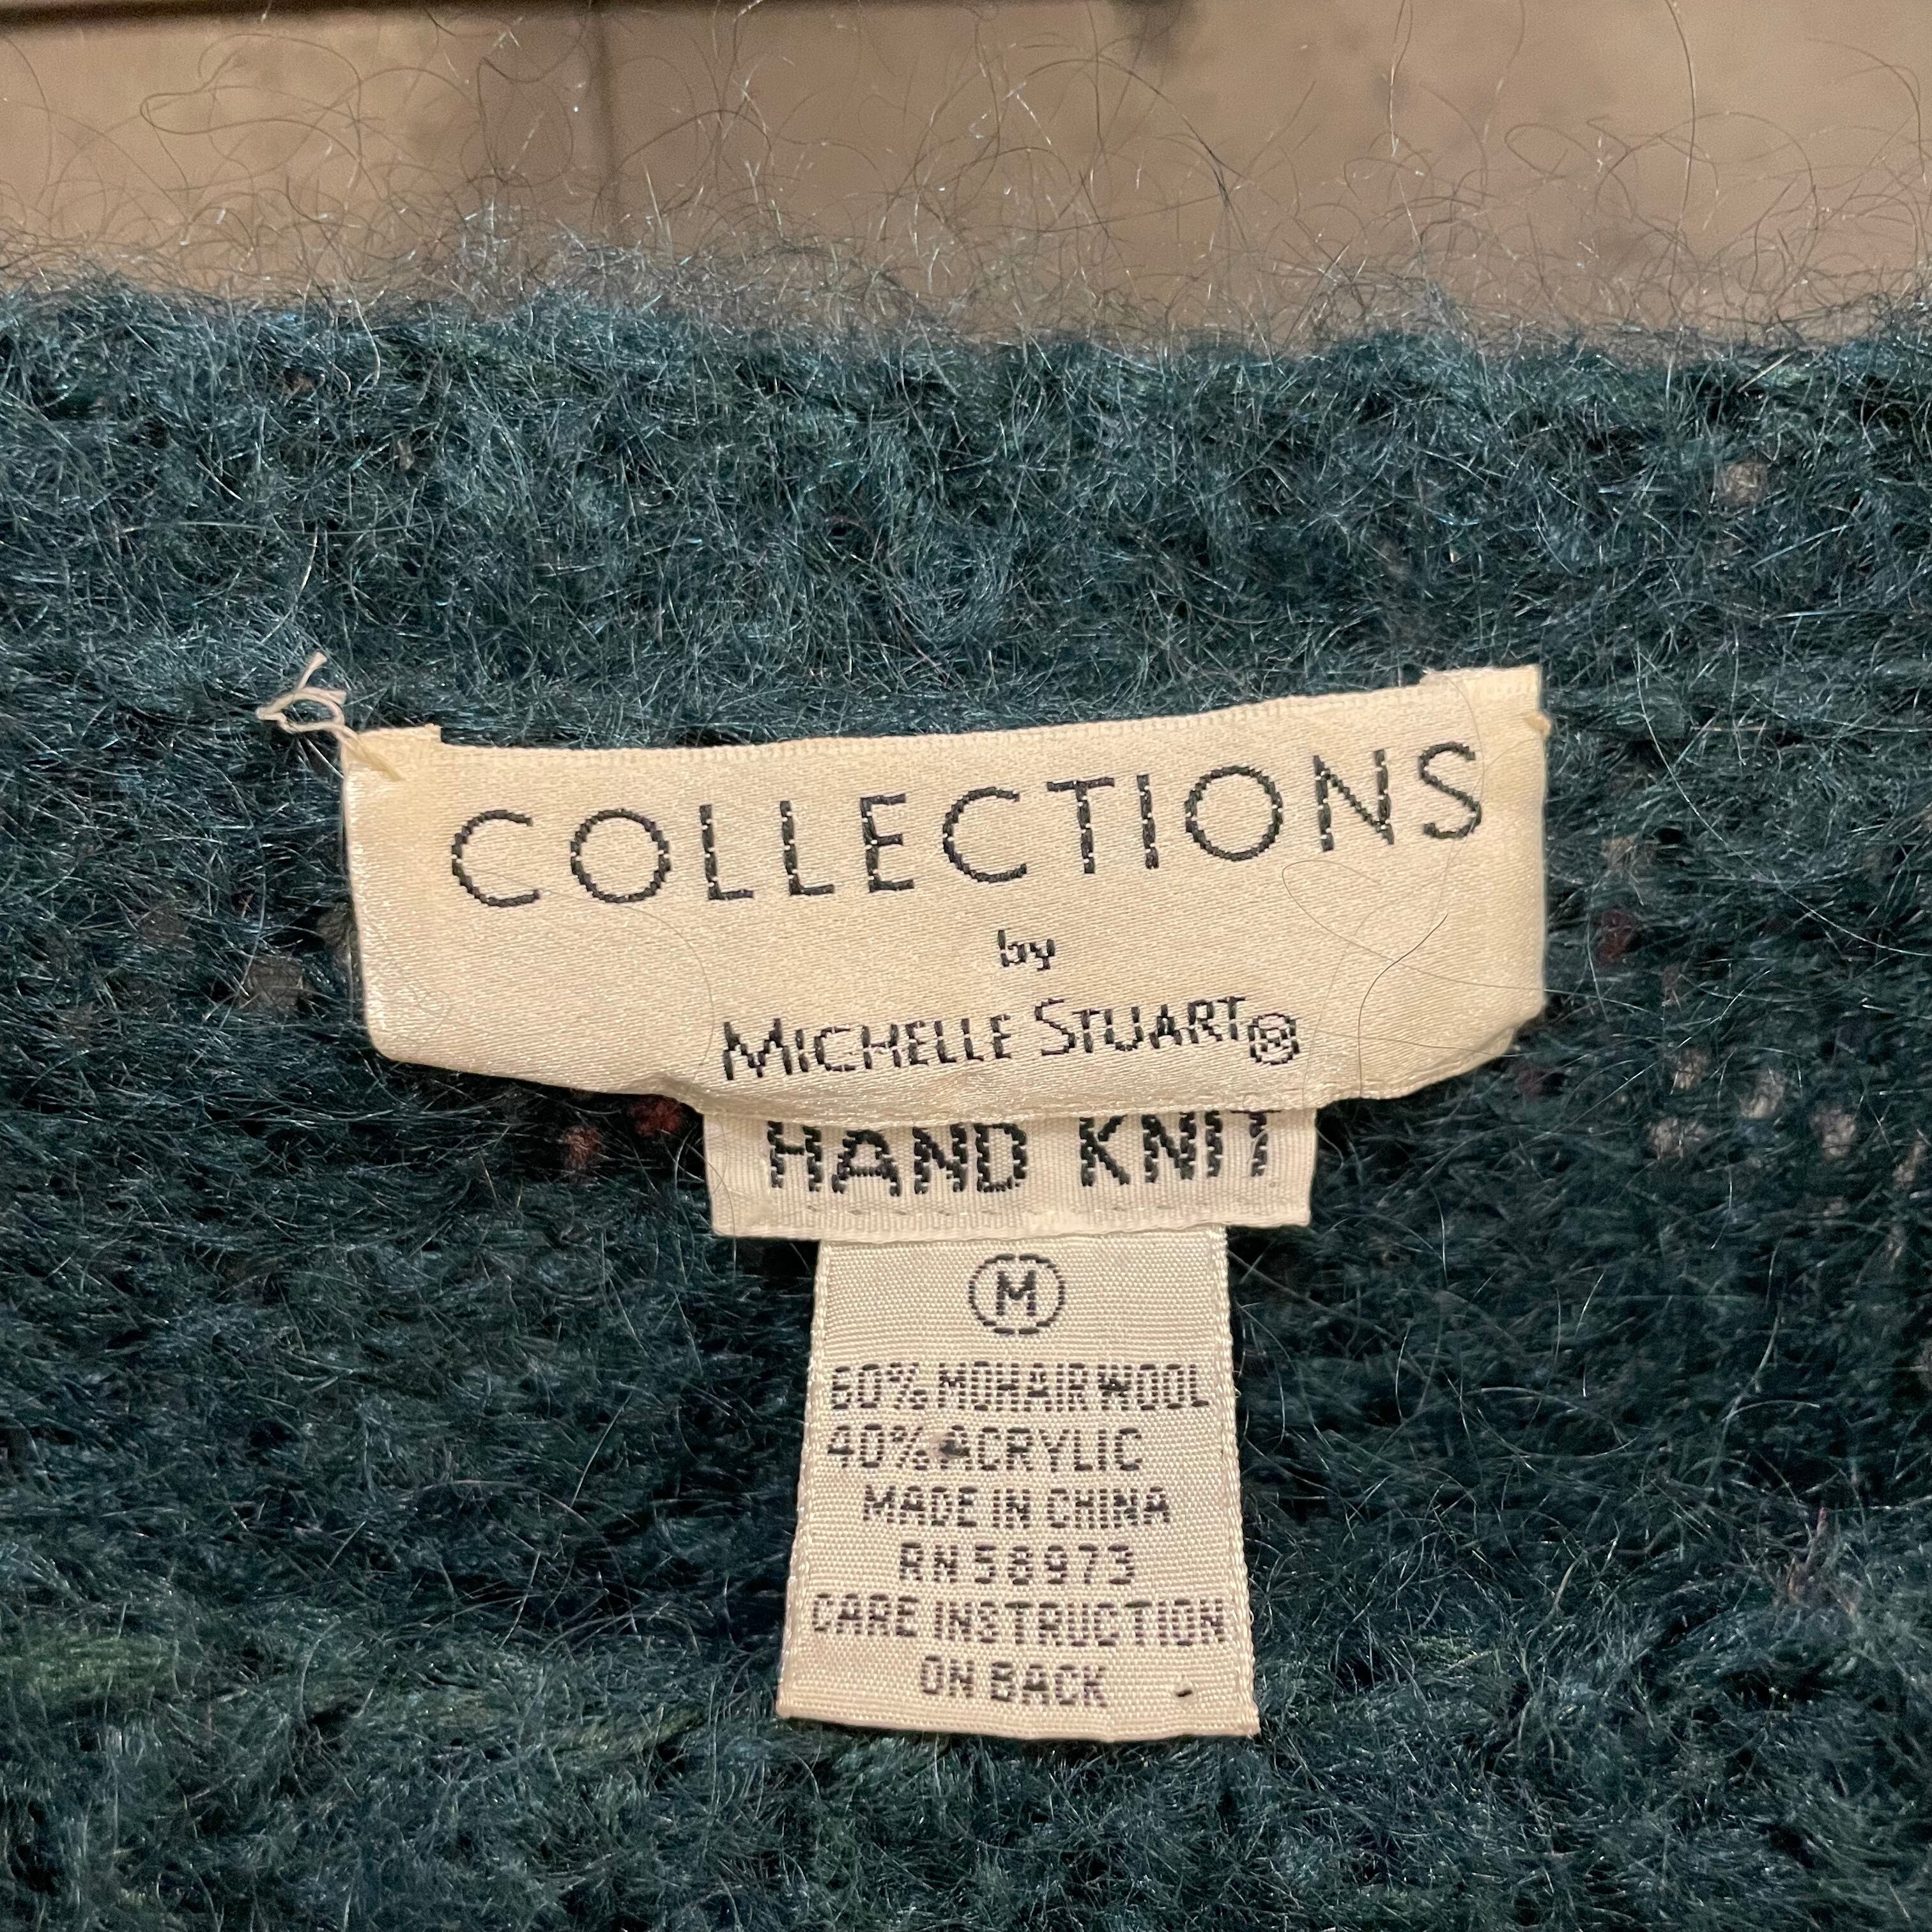 COLLECTIONS
by
MICHELLE STUART®
HAND KNIT
M
60% MOHAIR WOOL
40% ACRYLIC
MADE IN CHINA
RN 58973
CARE INSTRUCTION
ON BACK